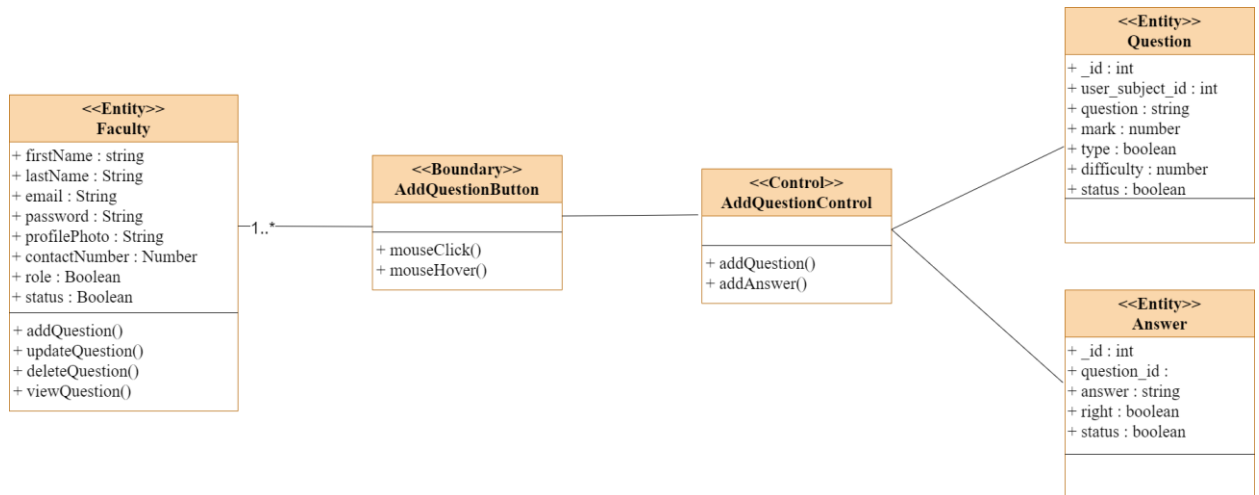 <<Entity>>
Faculty
+ firstName : string
+ lastName : String
+ email : String
+ password : String
+ profilePhoto : String
+ contactNumber : Number
+ role : Boolean
+ status : Boolean
+ addQuestion()
+ updateQuestion()
+ deleteQuestion()
+ viewQuestion()
1..*
<<Boundary>>
AddQuestionButton
+ mouseClick()
+ mouseHover()
<<Control>>
AddQuestionControl
+ addQuestion()
+ addAnswer()
<<Entity>>
Question
+ _id : int
+ user_subject_id : int
+ question : string
+ mark : number
+ type : boolean
+ difficulty : number
+ status : boolean
<<Entity>>
Answer
+ _id : int
+ question_id :
+ answer : string
+ right : boolean
+ status : boolean